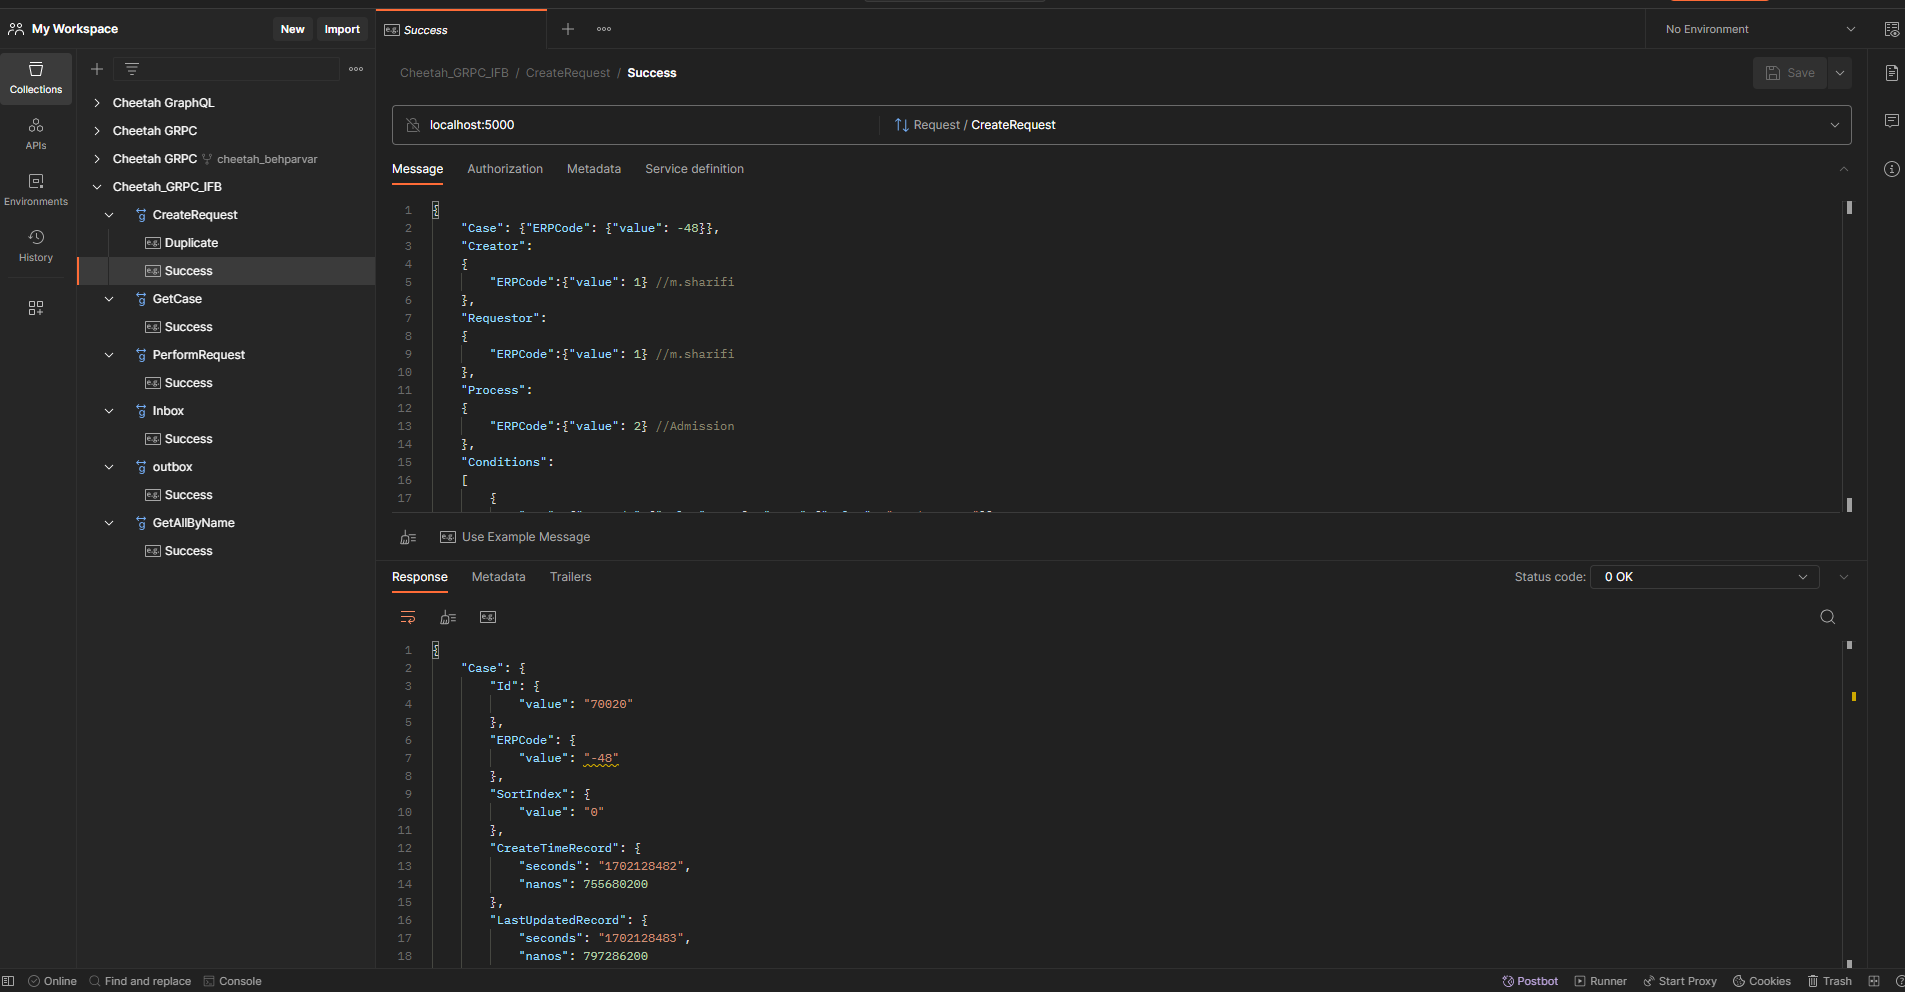 My Workspace
New
Import
Success
No Environment
Collections
APIs
Environments
History
Cheetah GraphQL
Cheetah GRPC
Cheetah GRPC cheetah_behparvar
Cheetah_GRPC_IFB
CreateRequest
e.g. Duplicate
e.g. Success
GetCase
e.g. Success
PerformRequest
e.g. Success
Inbox
e.g. Success
outbox
e.g. Success
GetAllByName
e.g. Success
Cheetah_GRPC_IFB / CreateRequest / Success
Save
localhost:5000
Request / CreateRequest
Message Authorization Metadata Service definition
1 {
2 "Case": {"ERPCode": {"value": -48}},
3 "Creator":
4 {
5 "ERPCode":{"value": 1} //m.sharifi
6 },
7 "Requestor":
8 {
9 "ERPCode":{"value": 1} //m.sharifi
10 },
11 "Process":
12 {
13 "ERPCode":{"value": 2} //Admission
14 },
15 "Conditions":
16 [
17 {
e.g. Use Example Message
Response Metadata Trailers
Status code: 0 OK
e.g.
1 {
2 "Case": {
3 "Id": {
4 "value": "70020"
5 },
6 "ERPCode": {
7 "value": "-48"
8 },
9 "SortIndex": {
10 "value": "0"
11 },
12 "CreateTimeRecord": {
13 "seconds": "1702128482",
14 "nanos": 755680200
15 },
16 "LastUpdatedRecord": {
17 "seconds": "1702128483",
18 "nanos": 797286200
Online
Find and replace
Console
Postbot
Runner
Start Proxy
Cookies
Trash